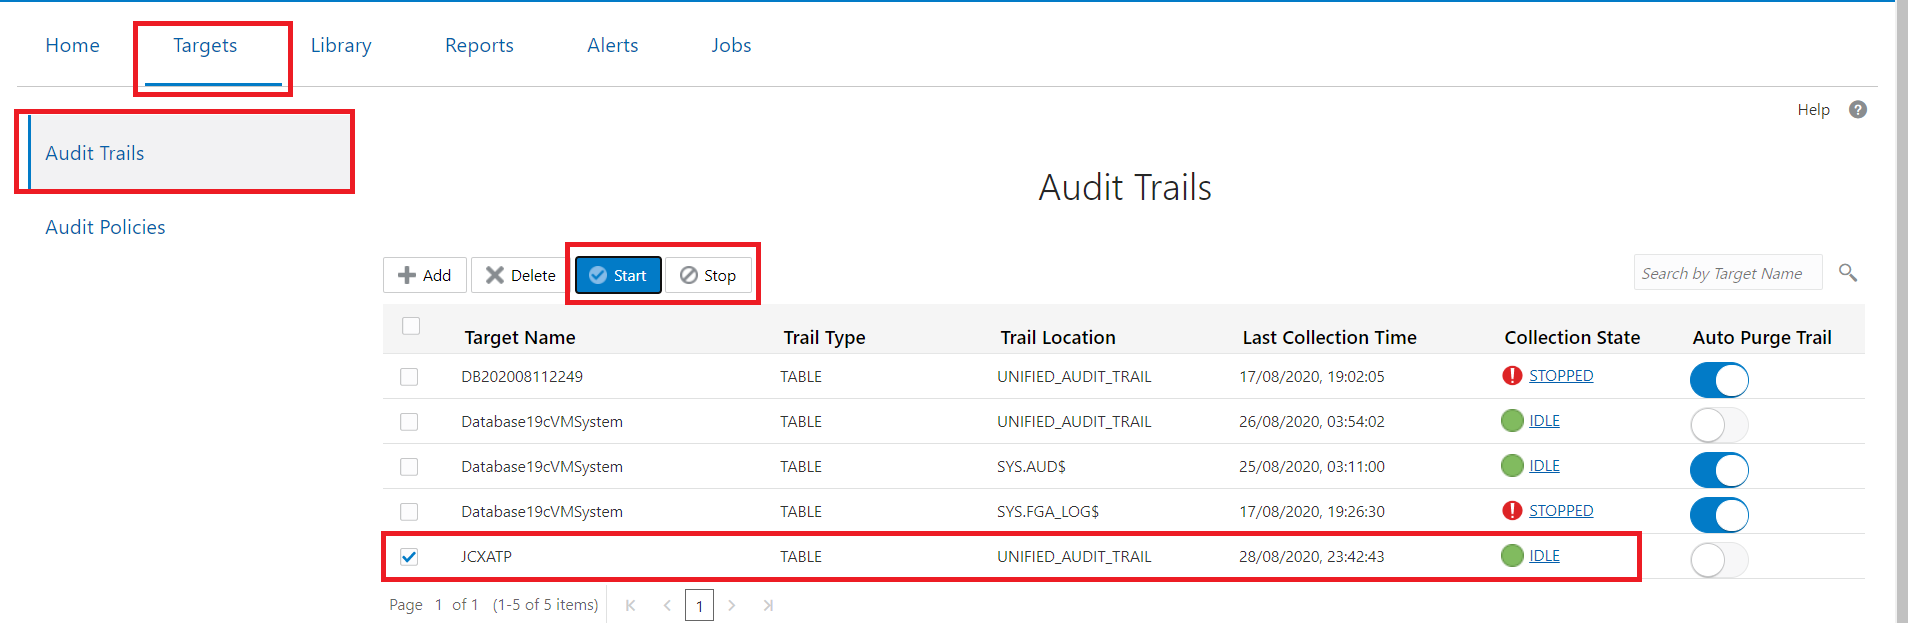 Home Targets Library Reports Alerts Jobs
Help ?
Audit Trails
Audit Policies
Audit Trails
Add Delete Start Stop Search by Target Name
Target Name Trail Type Trail Location Last Collection Time Collection State Auto Purge Trail
DB202008112249 TABLE UNIFIED_AUDIT_TRAIL 17/08/2020, 19:02:05 ! STOPPED
Database19cVMSystem TABLE UNIFIED_AUDIT_TRAIL 26/08/2020, 03:54:02 IDLE
Database19cVMSystem TABLE SYS.AUD$ 25/08/2020, 03:11:00 IDLE
Database19cVMSystem TABLE SYS.FGA_LOG$ 17/08/2020, 19:26:30 ! STOPPED
JCXATP TABLE UNIFIED_AUDIT_TRAIL 28/08/2020, 23:42:43 IDLE
Page 1 of 1 (1-5 of 5 items) 1